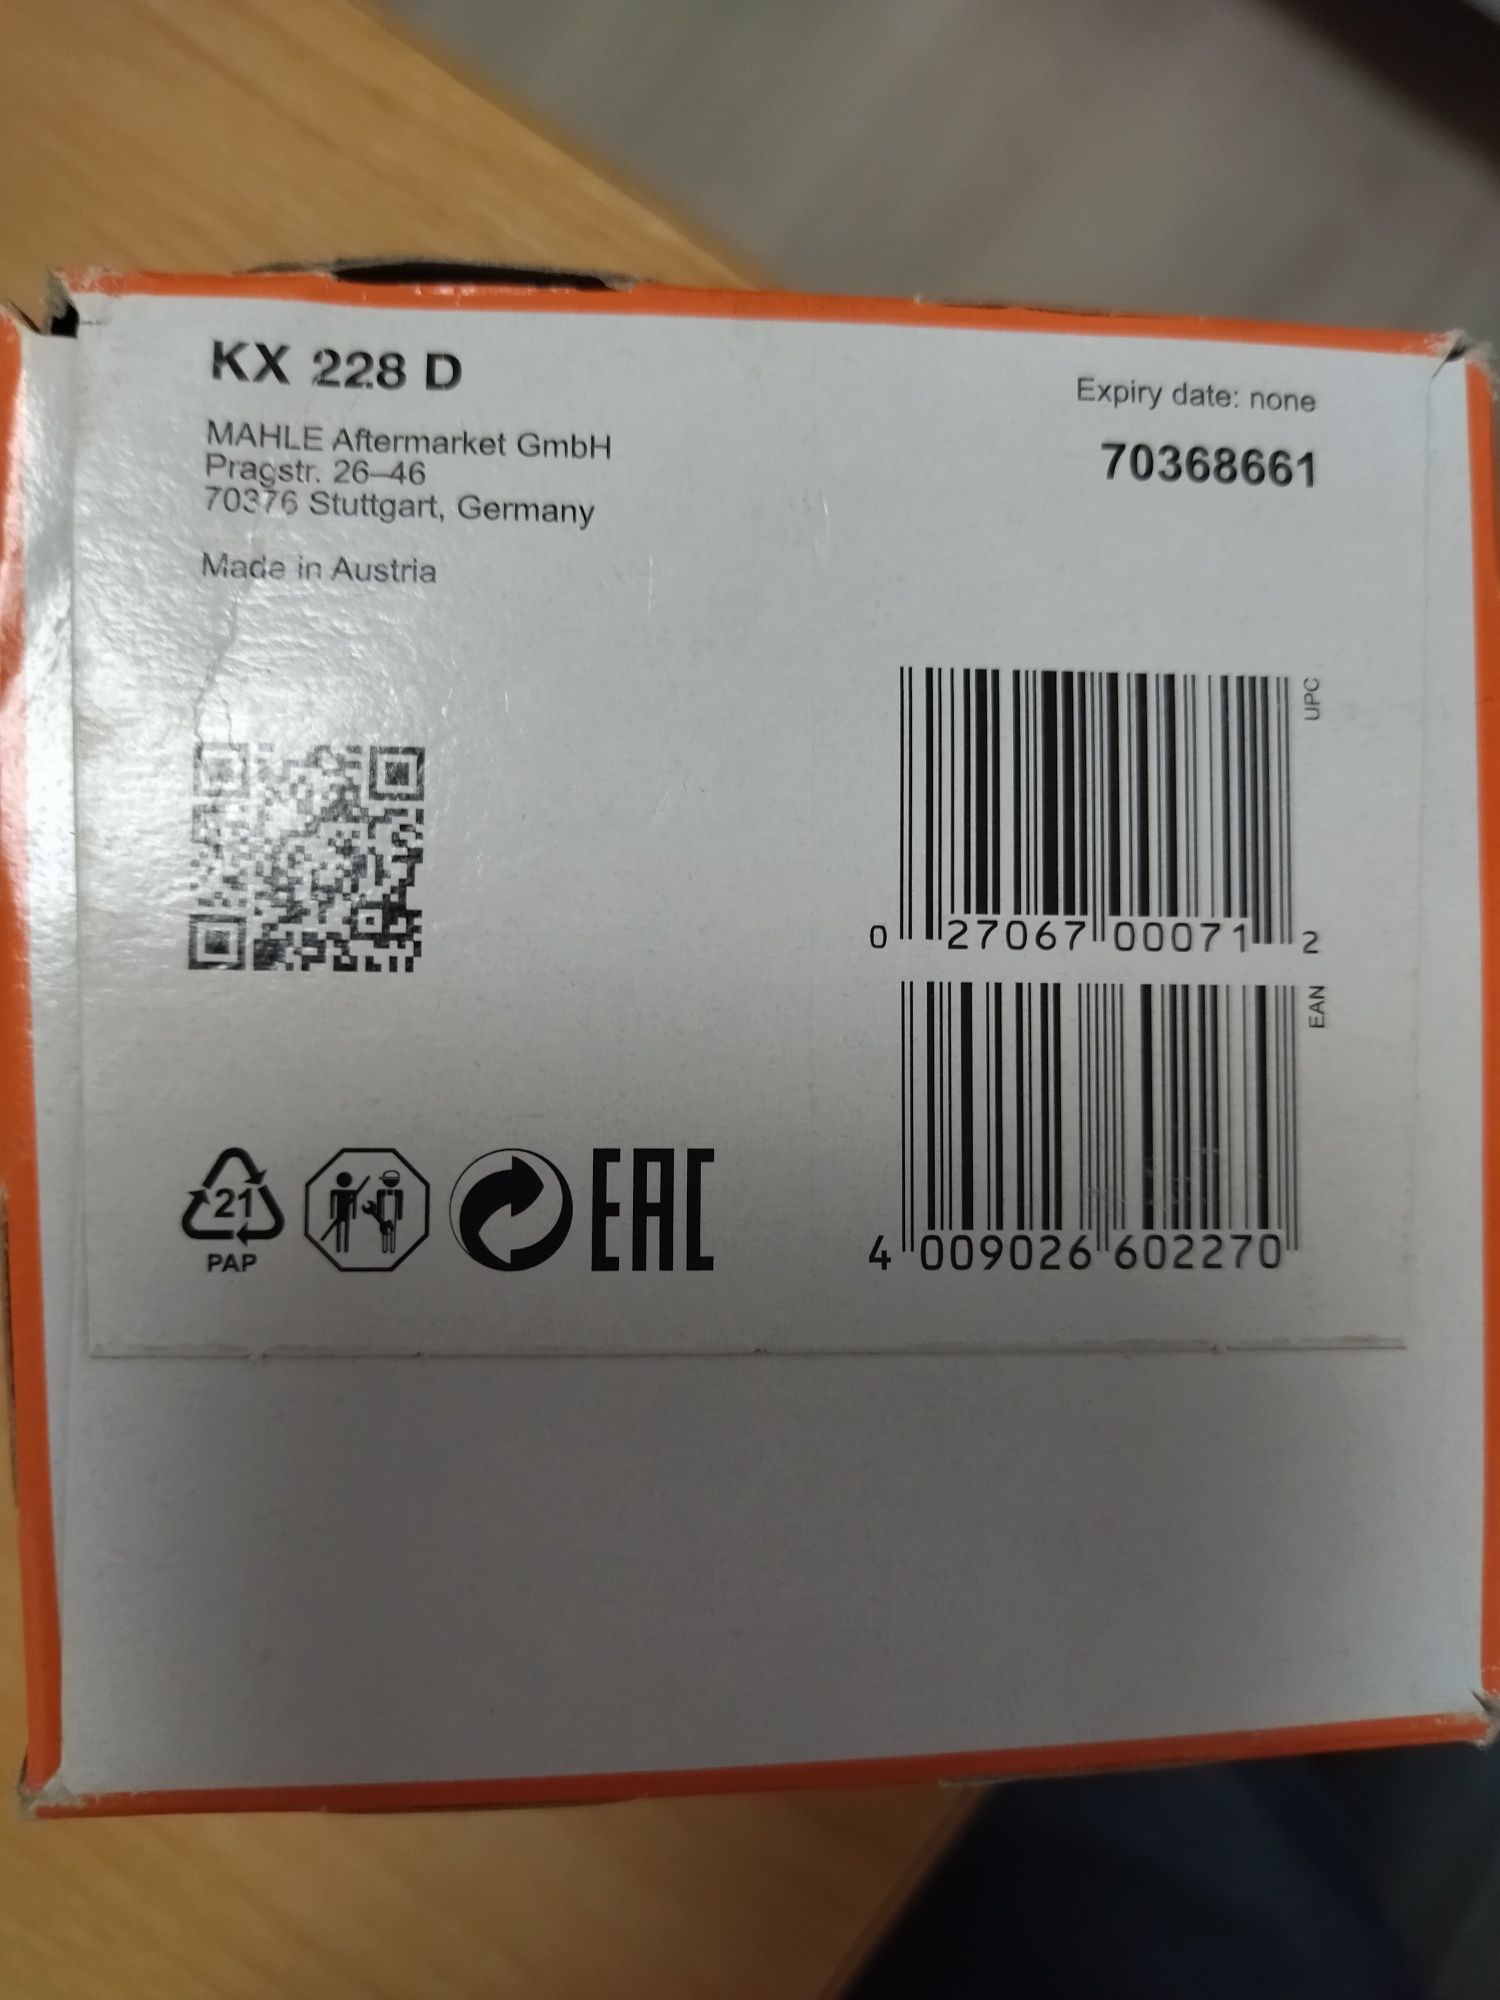 KX 228 D
MAHLE Aftermarket GmbH
Pragstr. 26–46
70376 Stuttgart, Germany
Made in Austria
Expiry date: none
70368661
UPC
0 27067 00071 2
EAN
4 009026 602270
21
PAP
EAC